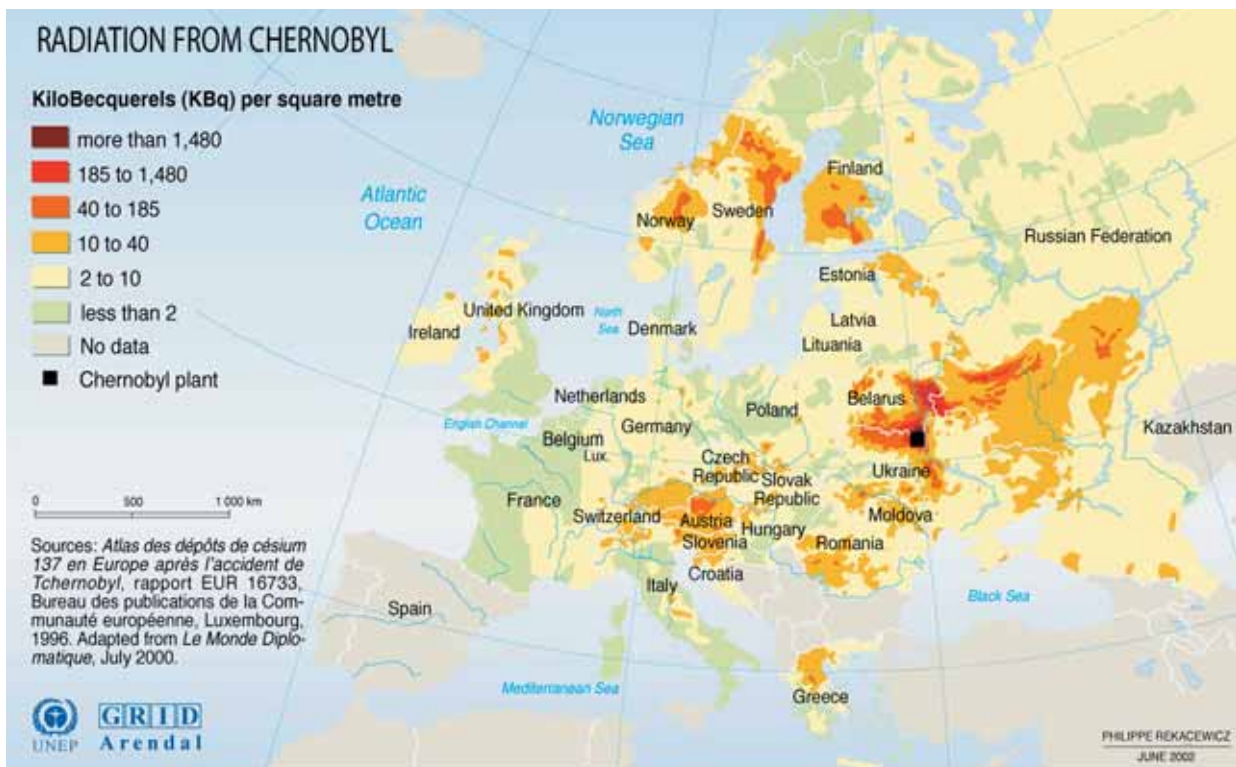 RADIATION FROM CHERNOBYL
KiloBecquerels (KBq) per square metre
more than 1,480
185 to 1,480
40 to 185
10 to 40
2 to 10
less than 2
No data
Chernobyl plant
Norwegian
Sea
Atlantic
Ocean
Finland
Norway
Sweden
Russian Federation
Estonia
United Kingdom
North
Sea
Ireland
Denmark
Latvia
Lituania
Netherlands
Belarus
Poland
English Channel
Germany
Belgium
Lux.
Kazakhstan
Czech
Republic
Slovak
Republic
Ukraine
France
Switzerland
Austria
Hungary
Moldova
Slovenia
Romania
Croatia
Italy
Spain
Black Sea
Mediterranean Sea
Greece
0 500 1 000 km
Sources: Atlas des dépôts de césium
137 en Europe après l'accident de
Tchernobyl, rapport EUR 16733,
Bureau des publications de la Com-
munauté européenne, Luxembourg,
1996. Adapted from Le Monde Diplo-
matique, July 2000.
UNEP
GRID
Arendal
PHILIPPE REKACEWICZ
JUNE 2002